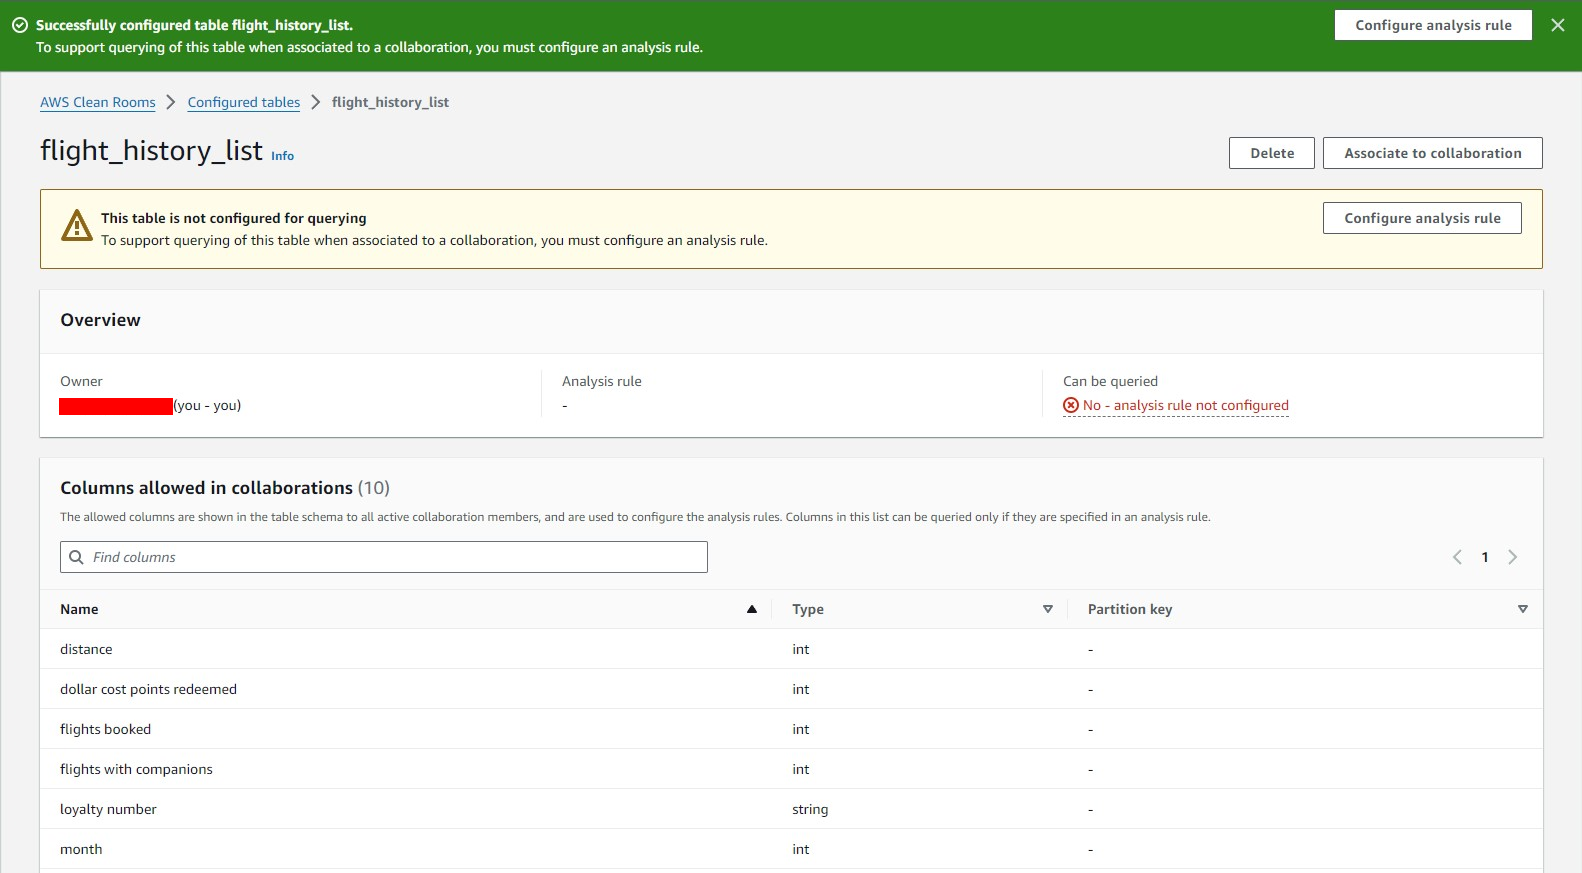 Successfully configured table flight_history_list.
To support querying of this table when associated to a collaboration, you must configure an analysis rule.
Configure analysis rule
AWS Clean Rooms > Configured tables > flight_history_list
flight_history_list Info
Delete Associate to collaboration
This table is not configured for querying
To support querying of this table when associated to a collaboration, you must configure an analysis rule.
Configure analysis rule
Overview
Owner Analysis rule Can be queried
(you - you) - No - analysis rule not configured
Columns allowed in collaborations (10)
The allowed columns are shown in the table schema to all active collaboration members, and are used to configure the analysis rules. Columns in this list can be queried only if they are specified in an analysis rule.
Find columns
1
Name Type Partition key
distance int -
dollar cost points redeemed int -
flights booked int -
flights with companions int -
loyalty number string -
month int -